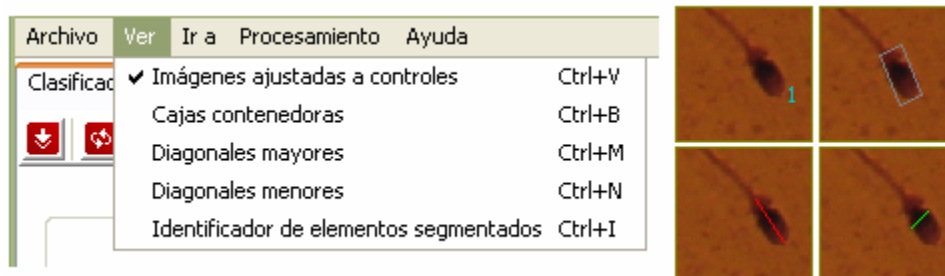 Archivo Ver Ir a Procesamiento Ayuda
Clasificad
✔ Imágenes ajustadas a controles Ctrl+V
Cajas contenedoras Ctrl+B
Diagonales mayores Ctrl+M
Diagonales menores Ctrl+N
Identificador de elementos segmentados Ctrl+I
1